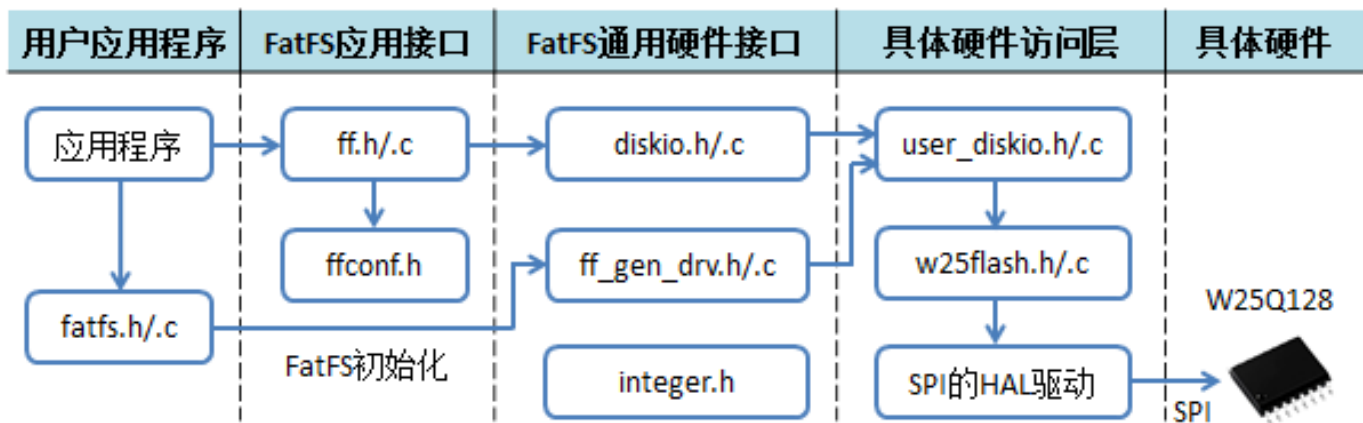 用户应用程序
FatFS应用接口
FatFS通用硬件接口
具体硬件访问层
具体硬件
应用程序
ff.h/.c
diskio.h/.c
user_diskio.h/.c
ffconf.h
ff_gen_drv.h/.c
w25flash.h/.c
fatfs.h/.c
FatFS初始化
integer.h
SPI的HAL驱动
W25Q128
SPI